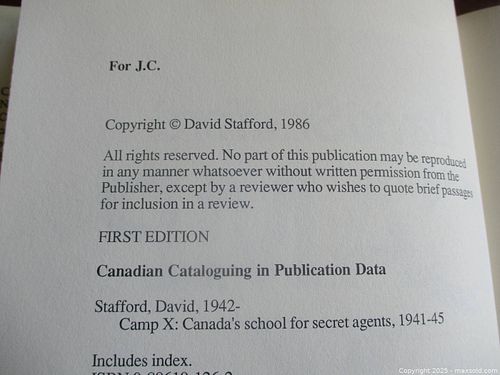 For J.C.
Copyright © David Stafford, 1986
All rights reserved. No part of this publication may be reproduced
in any manner whatsoever without written permission from the
Publisher, except by a reviewer who wishes to quote brief passages
for inclusion in a review.
FIRST EDITION
Canadian Cataloguing in Publication Data
Stafford, David, 1942-
Camp X: Canada's school for secret agents, 1941-45
Includes index.
Copyright 2025 - maxsold.com